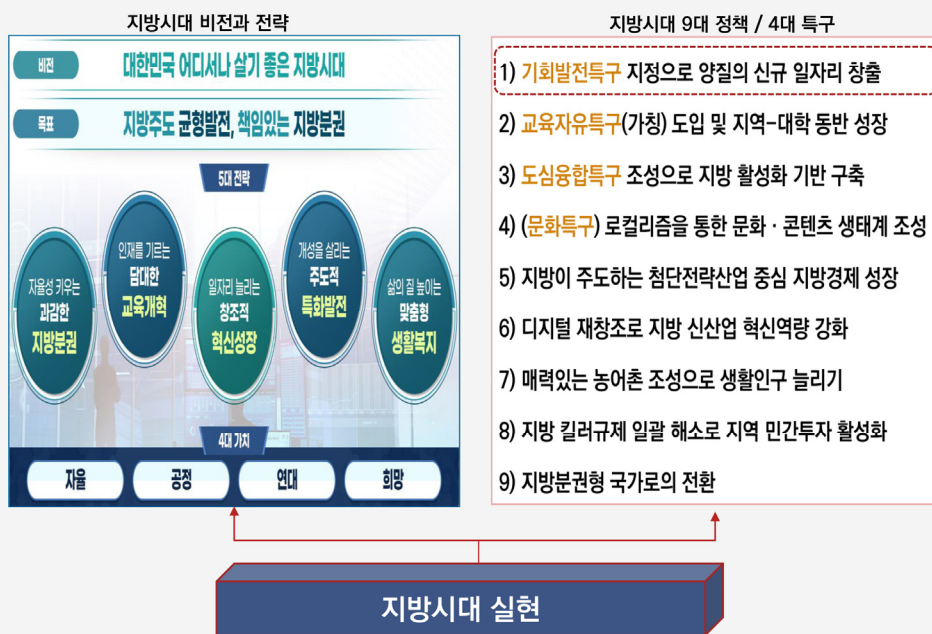 지방시대 비전과 전략
비전
대한민국 어디서나 살기 좋은 지방시대
목표
지방주도 균형발전, 책임있는 지방분권
5대 전략
자율성 키우는
과감한
지방분권
인재를 기르는
담대한
교육개혁
일자리 늘리는
창조적
혁신성장
개성을 살리는
주도적
특화발전
삶의 질 높이는
맞춤형
생활복지
4대 가치
자율
공정
연대
희망
지방시대 9대 정책 / 4대 특구
1) 기회발전특구 지정으로 양질의 신규 일자리 창출
2) 교육자유특구(가칭) 도입 및 지역-대학 동반 성장
3) 도심융합특구 조성으로 지방 활성화 기반 구축
4) (문화특구) 로컬리즘을 통한 문화 · 콘텐츠 생태계 조성
5) 지방이 주도하는 첨단전략산업 중심 지방경제 성장
6) 디지털 재창조로 지방 신산업 혁신역량 강화
7) 매력있는 농어촌 조성으로 생활인구 늘리기
8) 지방 킬러규제 일괄 해소로 지역 민간투자 활성화
9) 지방분권형 국가로의 전환
지방시대 실현